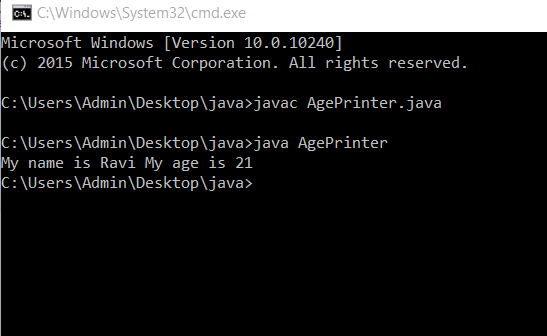 C:\Windows\System32\cmd.exe
Microsoft Windows [Version 10.0.10240]
(c) 2015 Microsoft Corporation. All rights reserved.
C:\Users\Admin\Desktop\java>javac AgePrinter.java
C:\Users\Admin\Desktop\java>java AgePrinter
My name is Ravi My age is 21
C:\Users\Admin\Desktop\java>